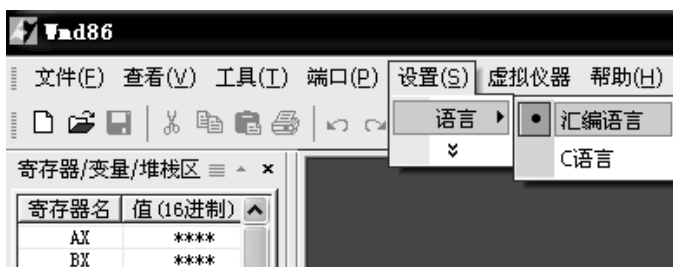 Wmd86
文件(F) 查看(V) 工具(T) 端口(P) 设置(S) 虚拟仪器 帮助(H)
语言 汇编语言
C语言
寄存器/变量/堆栈区
寄存器名 值(16进制)
AX ****
BX ****